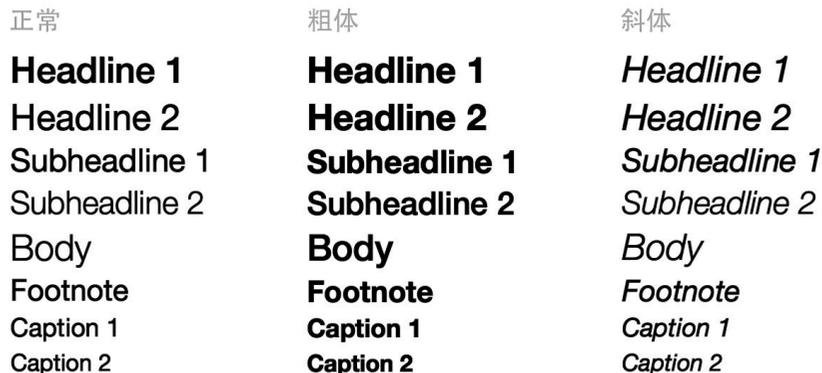 正常 粗体 斜体
Headline 1 Headline 1 Headline 1
Headline 2 Headline 2 Headline 2
Subheadline 1 Subheadline 1 Subheadline 1
Subheadline 2 Subheadline 2 Subheadline 2
Body Body Body
Footnote Footnote Footnote
Caption 1 Caption 1 Caption 1
Caption 2 Caption 2 Caption 2